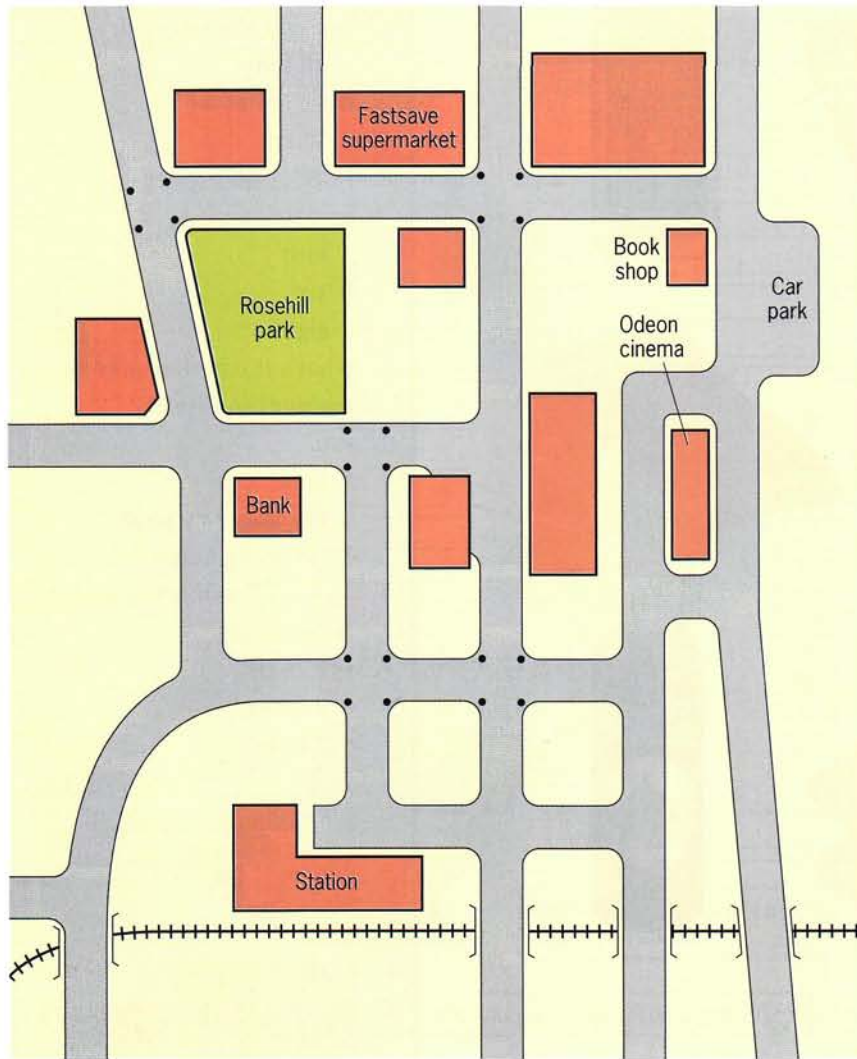 Fastsave
supermarket
Book
shop
Car
park
Rosehill
park
Odeon
cinema
Bank
Station